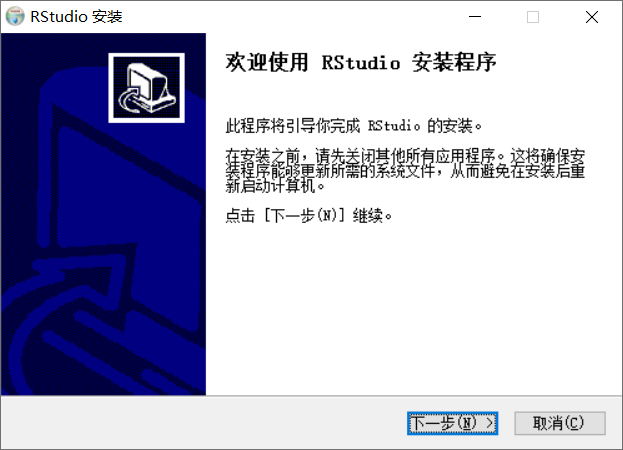 RStudio 安装
欢迎使用 RStudio 安装程序
此程序将引导你完成 RStudio 的安装。
在安装之前，请先关闭其他所有应用程序。这将确保安
装程序能够更新所需的系统文件，从而避免在安装后重
新启动计算机。
点击 [下一步(N)] 继续。
下一步(N) >
取消(C)